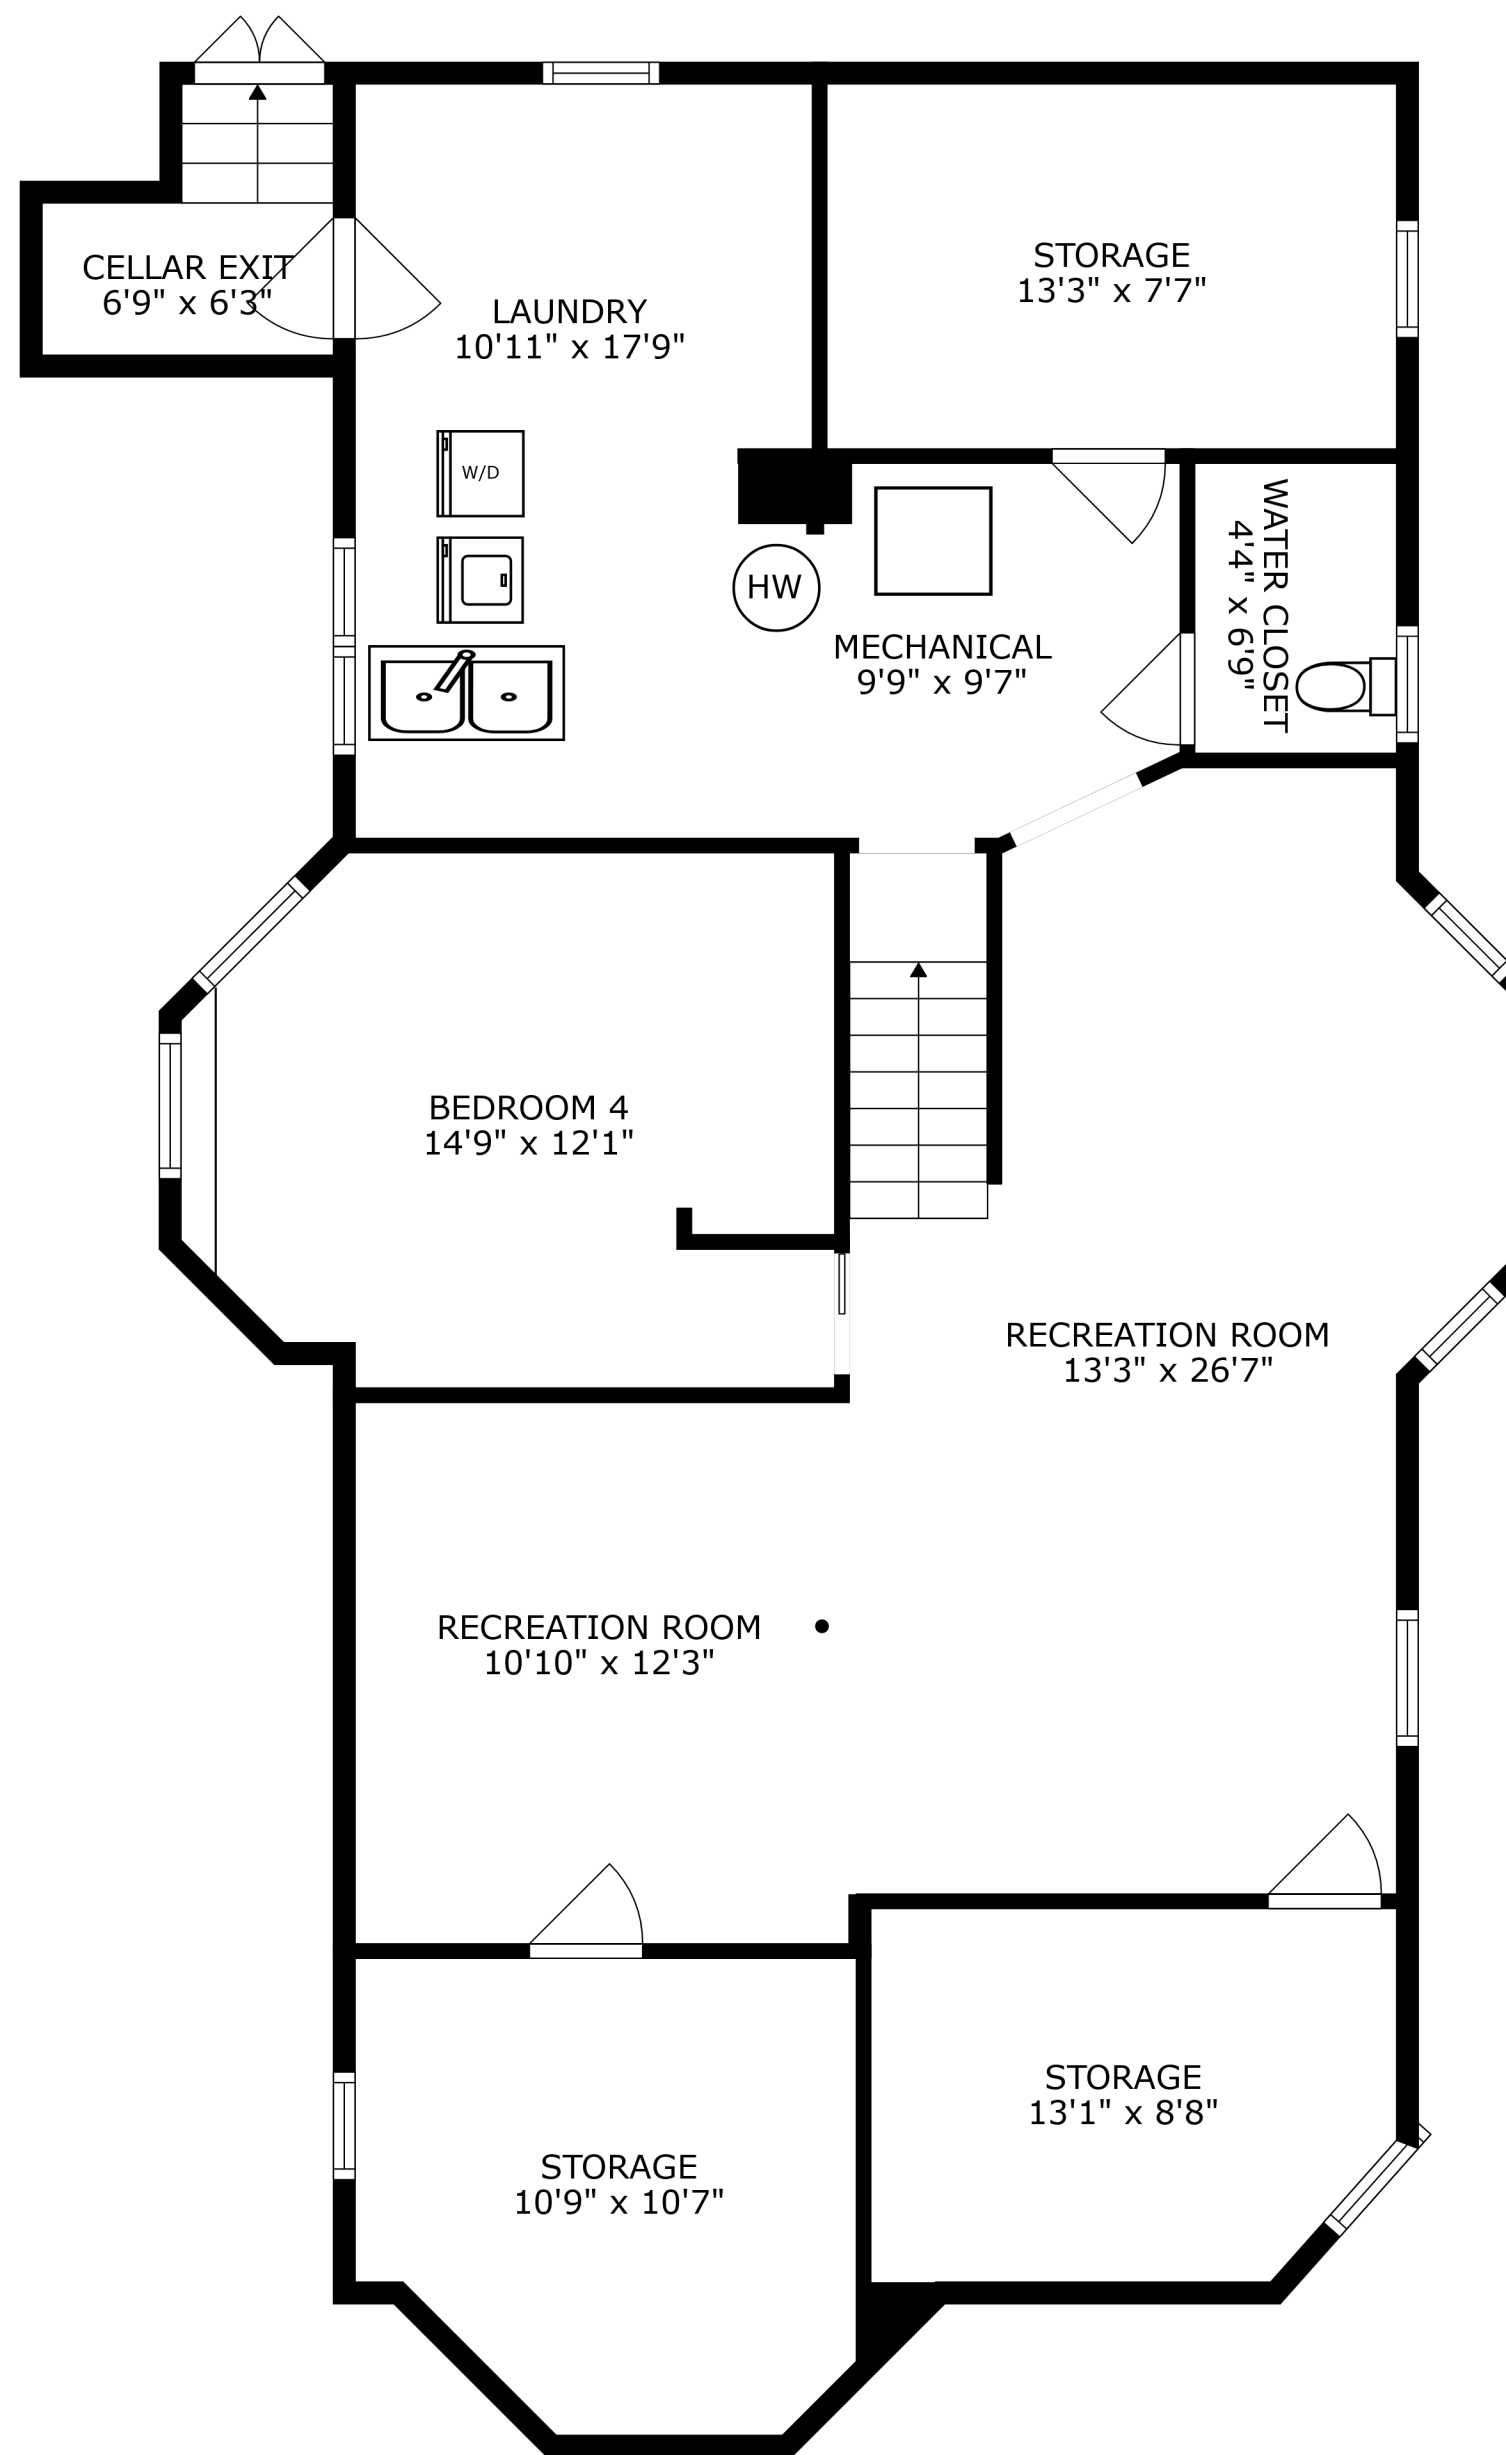 CELLAR EXIT
6'9" x 6'3"
LAUNDRY
10'11" x 17'9"
STORAGE
13'3" x 7'7"
W/D
HW
MECHANICAL
9'9" x 9'7"
WATER CLOSET
4'4" x 6'9"
BEDROOM 4
14'9" x 12'1"
RECREATION ROOM
13'3" x 26'7"
RECREATION ROOM
10'10" x 12'3"
STORAGE
13'1" x 8'8"
STORAGE
10'9" x 10'7"